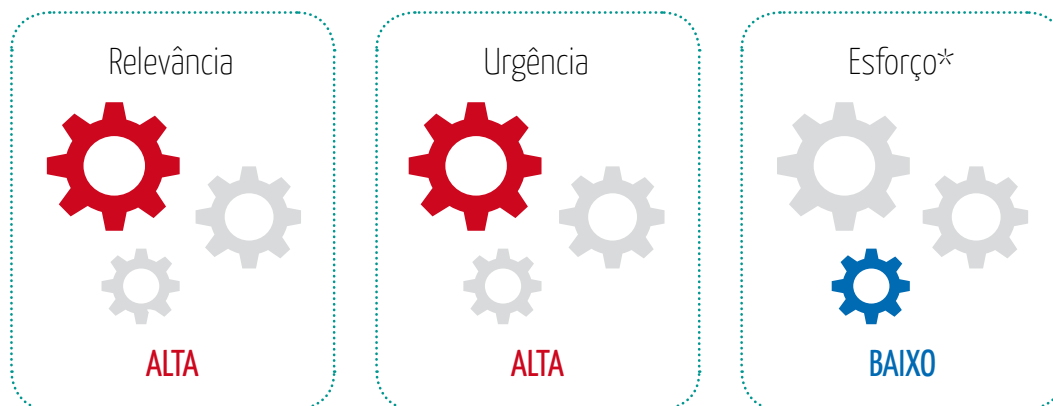 Relevância
ALTA
Urgência
ALTA
Esforço*
BAIXO